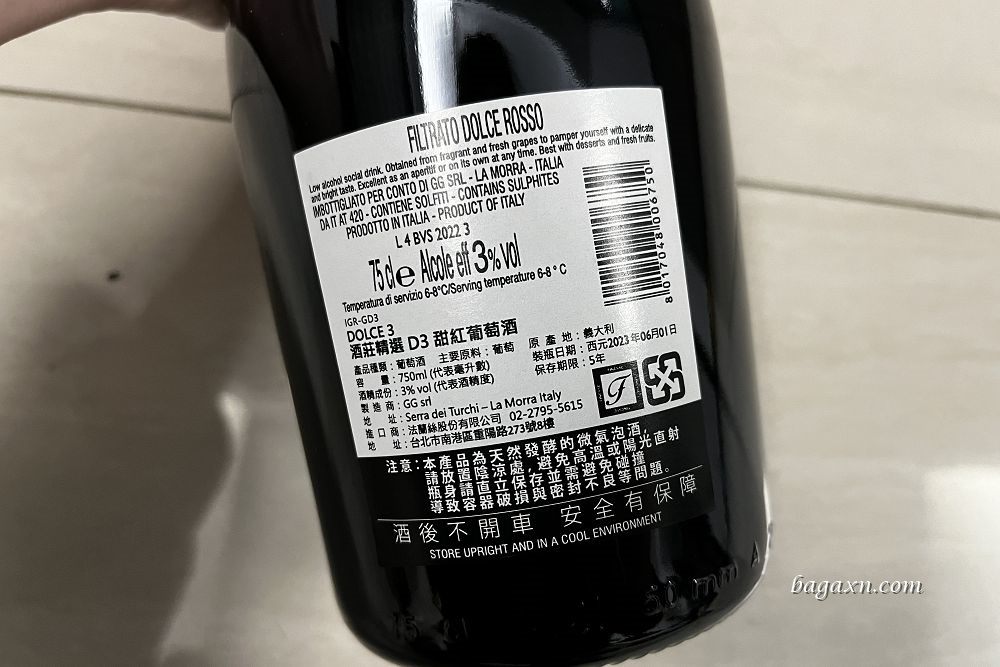 FILTRATO DOLCE ROSSO
Low alcohol social drink. Obtained from fragrant and fresh grapes to pamper yourself with a delicate
and bright taste. Excellent as an aperitif or on its own at any time. Best with desserts and fresh fruits.
IMBOTTIGLIATO PER CONTO DI GG SRL - LA MORRA - ITALIA
DA IT AT 420 - CONTIENE SOLFITI - CONTAINS SULPHITES
PRODOTTO IN ITALIA - PRODUCT OF ITALY
L 4 BVS 2022 3
75 cl e Alcole eff 3% vol
Temperatura di servizio 6-8°C/Serving temperature 6-8°C
8 017048 006750
IGR-GD3
DOLCE 3
酒莊精選 D3 甜紅葡萄酒
產品種類：葡萄酒 主要原料：葡萄
容 量：750ml (代表毫升數)
酒精成份：3% vol (代表酒精度)
製 造 商：GG srl
地 址：Serra dei Turchi – La Morra Italy
進 口 商：法蘭絲股份有限公司 02-2795-5615
地 址：台北市南港區重陽路273號8樓
原 產 地：義大利
裝瓶日期：西元2023年06月01日
保存期限：5年
注意：本產品為天然發酵的微氣泡酒，
請放置陰涼處，避免高溫或陽光直射
瓶身請直立保存並需避免碰撞
導致容器破損與密封不良等問題。
酒後不開車 安全有保障
STORE UPRIGHT AND IN A COOL ENVIRONMENT
bagaxn.com